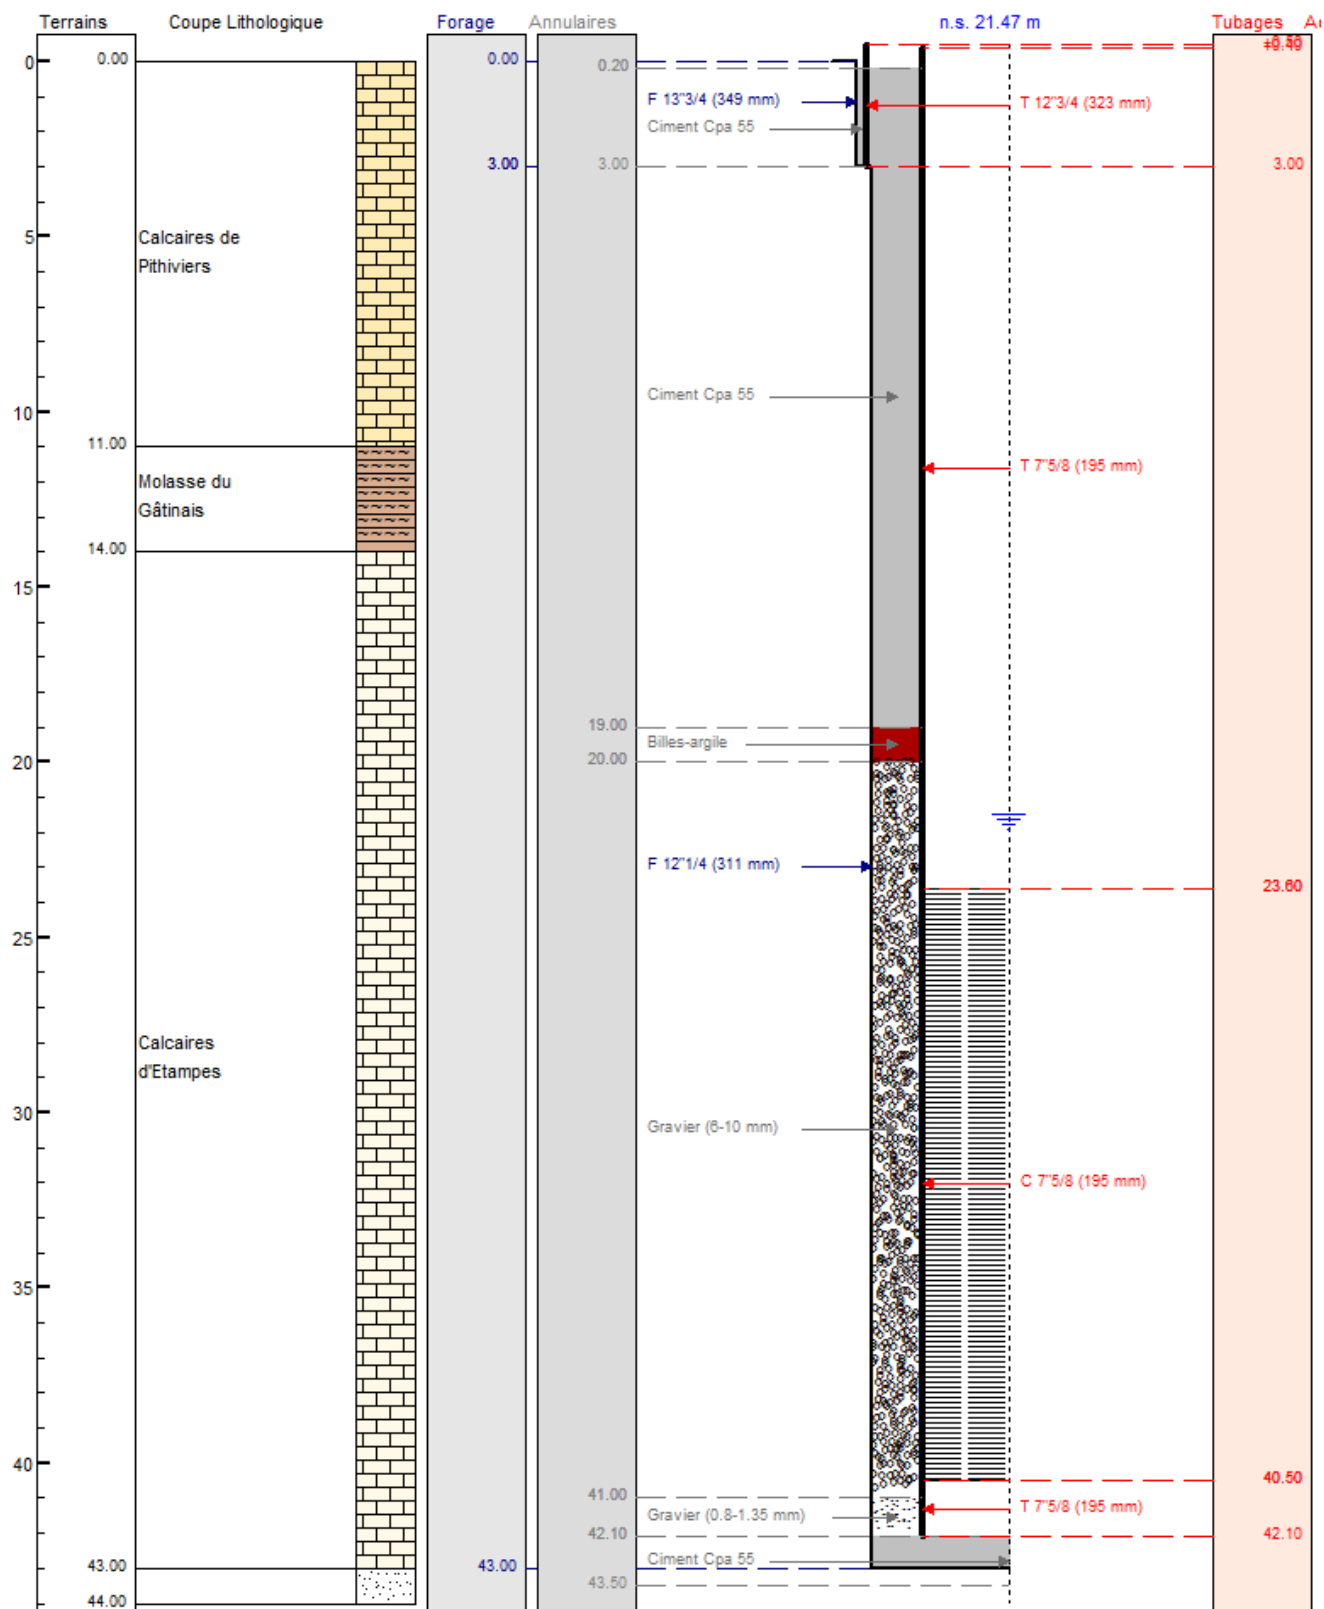 Terrains Coupe Lithologique Forage Annulaires n.s. 21.47 m Tubages
0.00 0.00 0.20 +0.40
0
F 13"3/4 (349 mm) T 12"3/4 (323 mm)
Ciment Cpa 55
3.00 3.00 3.00
5
Calcaires de
Pithiviers
Ciment Cpa 55
10
11.00
T 7"5/8 (195 mm)
Molasse du
Gâtinais
14.00
15
19.00
Billes-argile
20.00
20
F 12"1/4 (311 mm)
23.60
25
Calcaires
d'Etampes
30
Gravier (6-10 mm)
C 7"5/8 (195 mm)
35
40
40.50
41.00
Gravier (0.8-1.35 mm) T 7"5/8 (195 mm)
42.10 42.10
Ciment Cpa 55
43.00 43.00
43.50
44.00